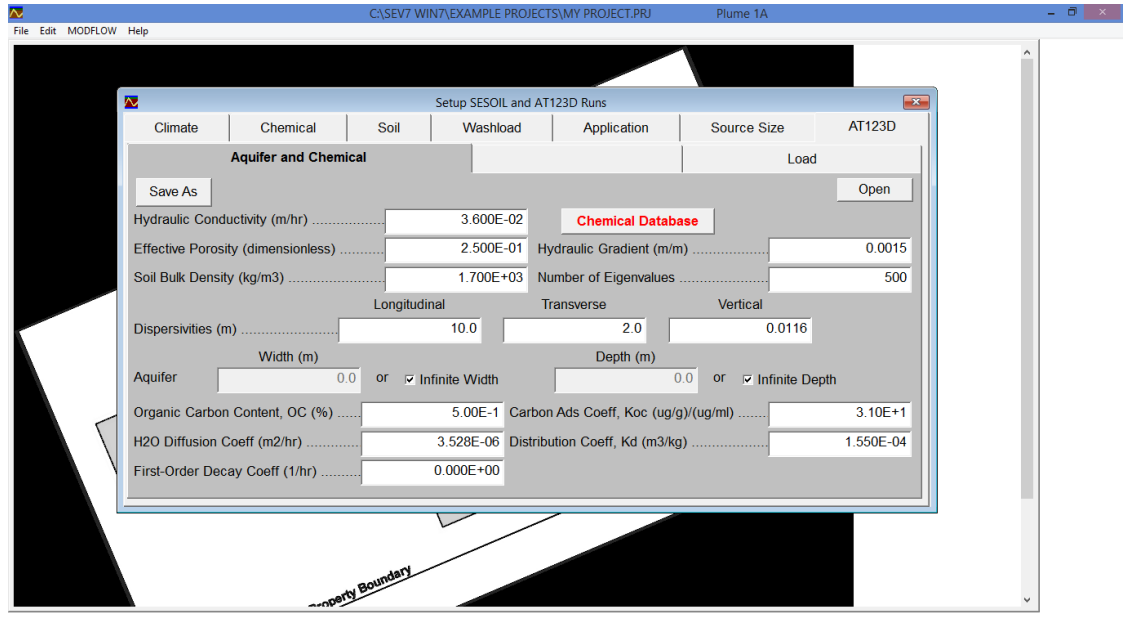 C:\SEV7 WIN7\EXAMPLE PROJECTS\MY PROJECT.PRJ Plume 1A
File Edit MODFLOW Help
Setup SESOIL and AT123D Runs
Climate Chemical Soil Washload Application Source Size AT123D
Aquifer and Chemical Load
Save As Open
Hydraulic Conductivity (m/hr) 3.600E-02 Chemical Database
Effective Porosity (dimensionless) 2.500E-01 Hydraulic Gradient (m/m) 0.0015
Soil Bulk Density (kg/m3) 1.700E+03 Number of Eigenvalues 500
Longitudinal Transverse Vertical
Dispersivities (m) 10.0 2.0 0.0116
Width (m) Depth (m)
Aquifer 0.0 or Infinite Width 0.0 or Infinite Depth
Organic Carbon Content, OC (%) 5.00E-1 Carbon Ads Coeff, Koc (ug/g)/(ug/ml) 3.10E+1
H2O Diffusion Coeff (m2/hr) 3.528E-06 Distribution Coeff, Kd (m3/kg) 1.550E-04
First-Order Decay Coeff (1/hr) 0.000E+00
Property Boundary